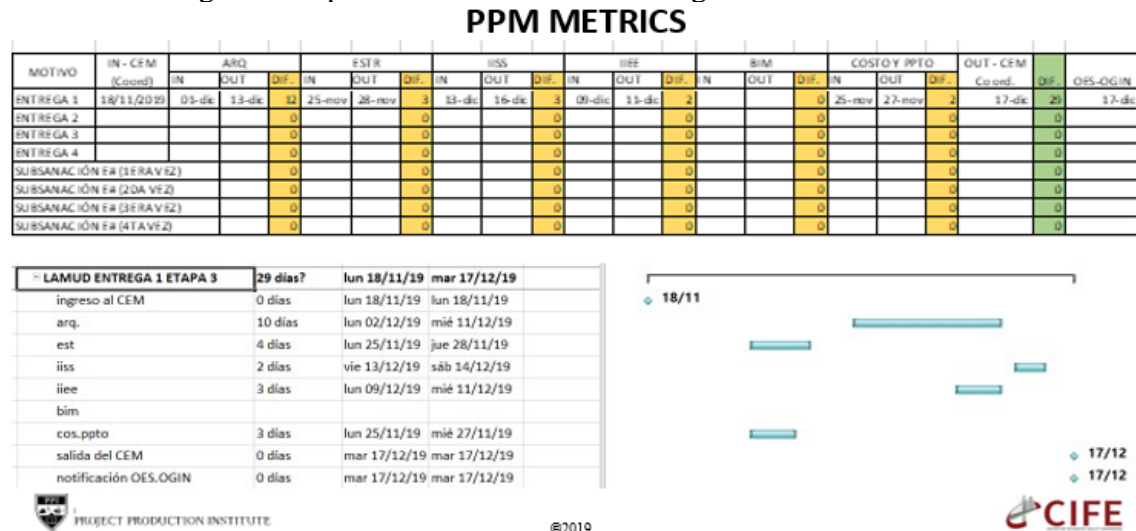 PPM METRICS
MOTIVO IN - CEM (Coord) ARQ ESTR IISS IIEE BIM COSTO Y PPTO OUT - CEM Coord. DIF. OES-OGIN
IN OUT DIF. IN OUT DIF. IN OUT DIF. IN OUT DIF. IN OUT DIF. IN OUT DIF.
ENTREGA 1 18/11/2019 01-dic 13-dic 12 25-nov 28-nov 3 13-dic 16-dic 3 09-dic 11-dic 2 0 25-nov 27-nov 2 17-dic 29 17-dic
ENTREGA 2 0 0 0 0 0 0 0
ENTREGA 3 0 0 0 0 0 0 0
ENTREGA 4 0 0 0 0 0 0 0
SUBSANACIÓN E# (1ERA VEZ) 0 0 0 0 0 0 0
SUBSANACIÓN E# (2DA VEZ) 0 0 0 0 0 0 0
SUBSANACIÓN E# (3ERA VEZ) 0 0 0 0 0 0 0
SUBSANACIÓN E# (4TA VEZ) 0 0 0 0 0 0 0
LAMUD ENTREGA 1 ETAPA 3 29 días? lun 18/11/19 mar 17/12/19
ingreso al CEM 0 días lun 18/11/19 lun 18/11/19 18/11
arq. 10 días lun 02/12/19 mié 11/12/19
est 4 días lun 25/11/19 jue 28/11/19
iiss 2 días vie 13/12/19 sáb 14/12/19
iiee 3 días lun 09/12/19 mié 11/12/19
bim
cos.ppto 3 días lun 25/11/19 mié 27/11/19
salida del CEM 0 días mar 17/12/19 mar 17/12/19 17/12
notificación OES.OGIN 0 días mar 17/12/19 mar 17/12/19 17/12
PPI
PROJECT PRODUCTION INSTITUTE
©2019
CIFE